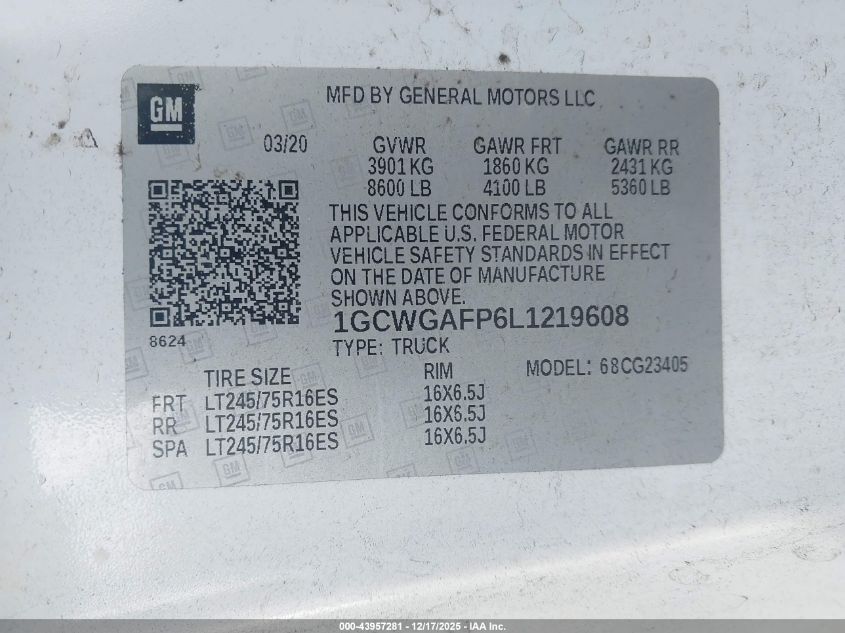 GM
MFD BY GENERAL MOTORS LLC
03/20 GVWR GAWR FRT GAWR RR
3901 KG 1860 KG 2431 KG
8600 LB 4100 LB 5360 LB
THIS VEHICLE CONFORMS TO ALL
APPLICABLE U.S. FEDERAL MOTOR
VEHICLE SAFETY STANDARDS IN EFFECT
ON THE DATE OF MANUFACTURE
SHOWN ABOVE.
1GCWGAFP6L1219608
8624
TYPE: TRUCK
MODEL: 68CG23405
TIRE SIZE RIM
FRT LT245/75R16ES 16X6.5J
RR LT245/75R16ES 16X6.5J
SPA LT245/75R16ES 16X6.5J
000-43957281 - 12/17/2025 - IAA Inc.